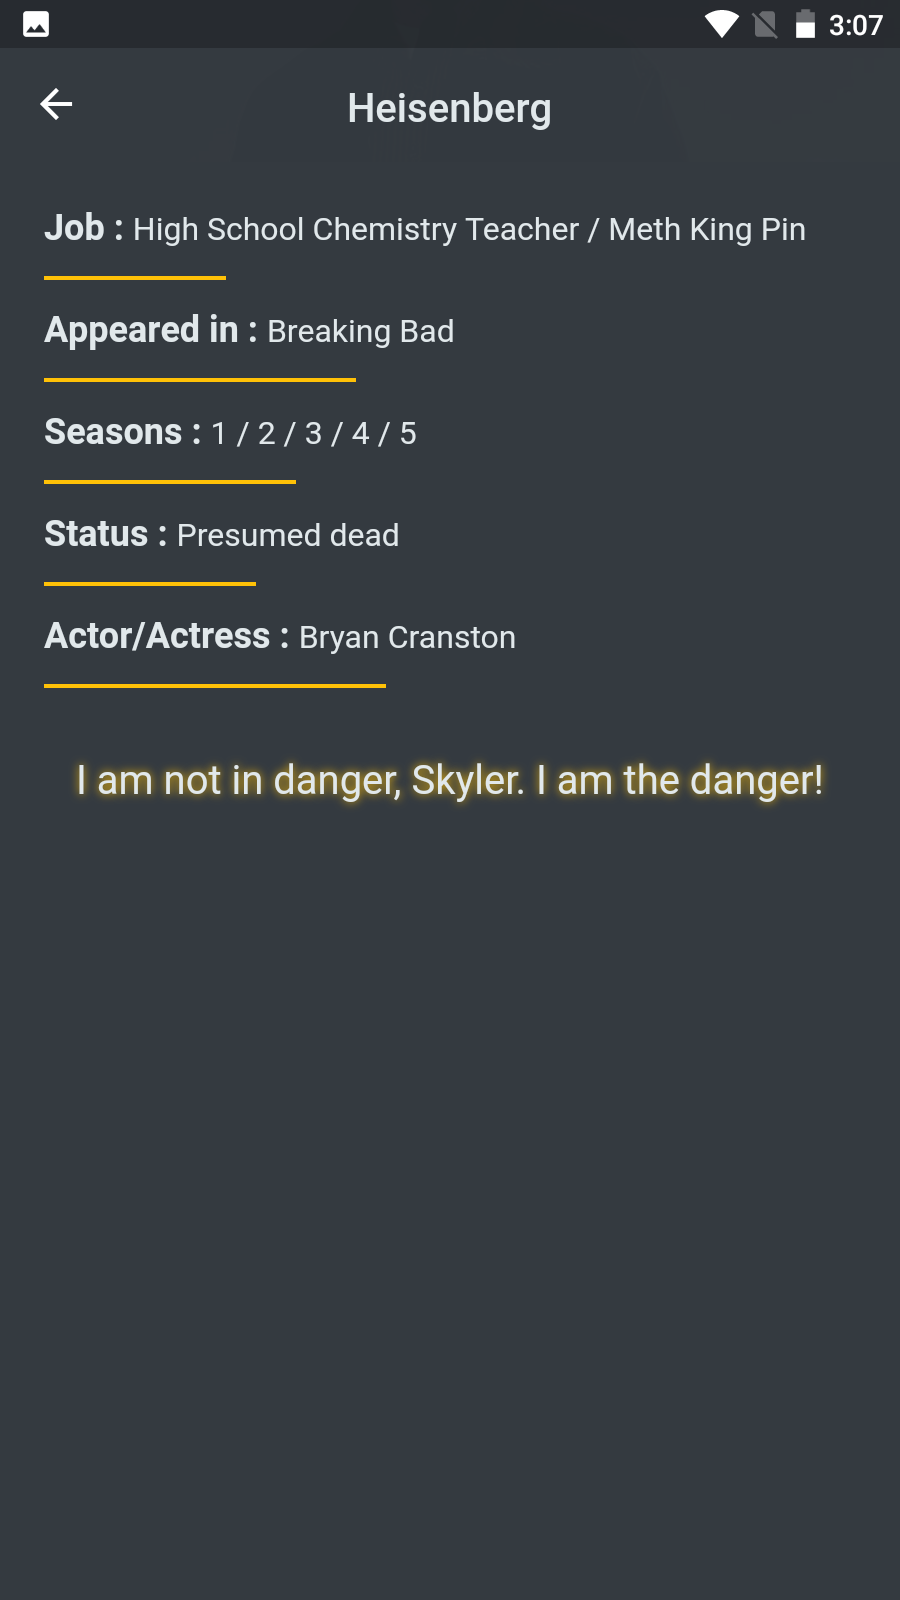 3:07
Heisenberg
Job : High School Chemistry Teacher / Meth King Pin
Appeared in : Breaking Bad
Seasons : 1 / 2 / 3 / 4 / 5
Status : Presumed dead
Actor/Actress : Bryan Cranston
I am not in danger, Skyler. I am the danger!